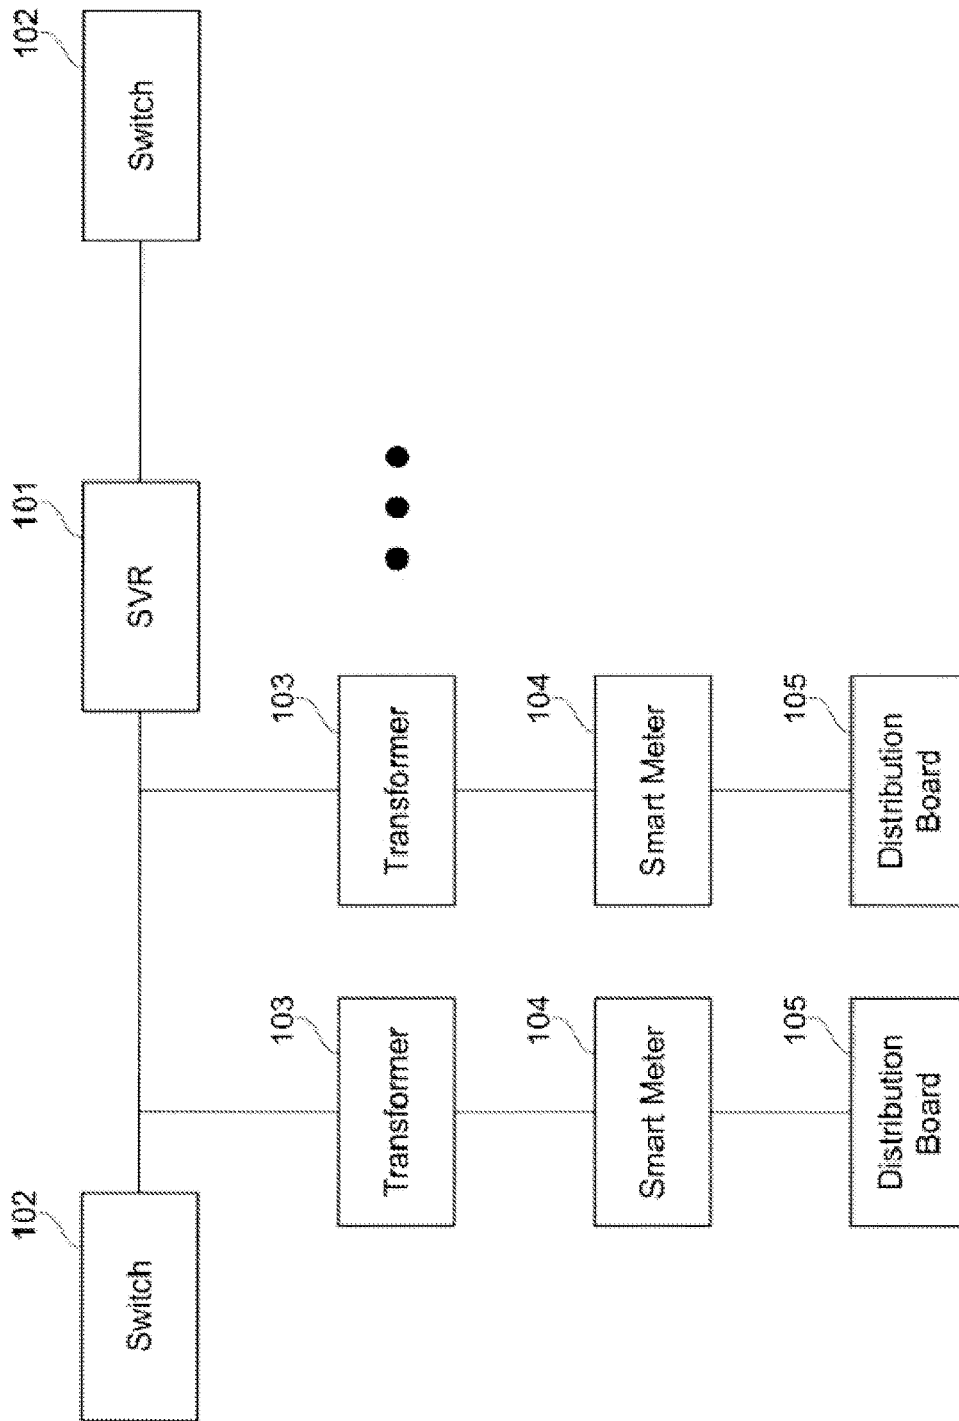 102
Switch
101
SVR
102
Switch
103
Transformer
103
Transformer
104
Smart Meter
104
Smart Meter
105
Distribution
Board
105
Distribution
Board